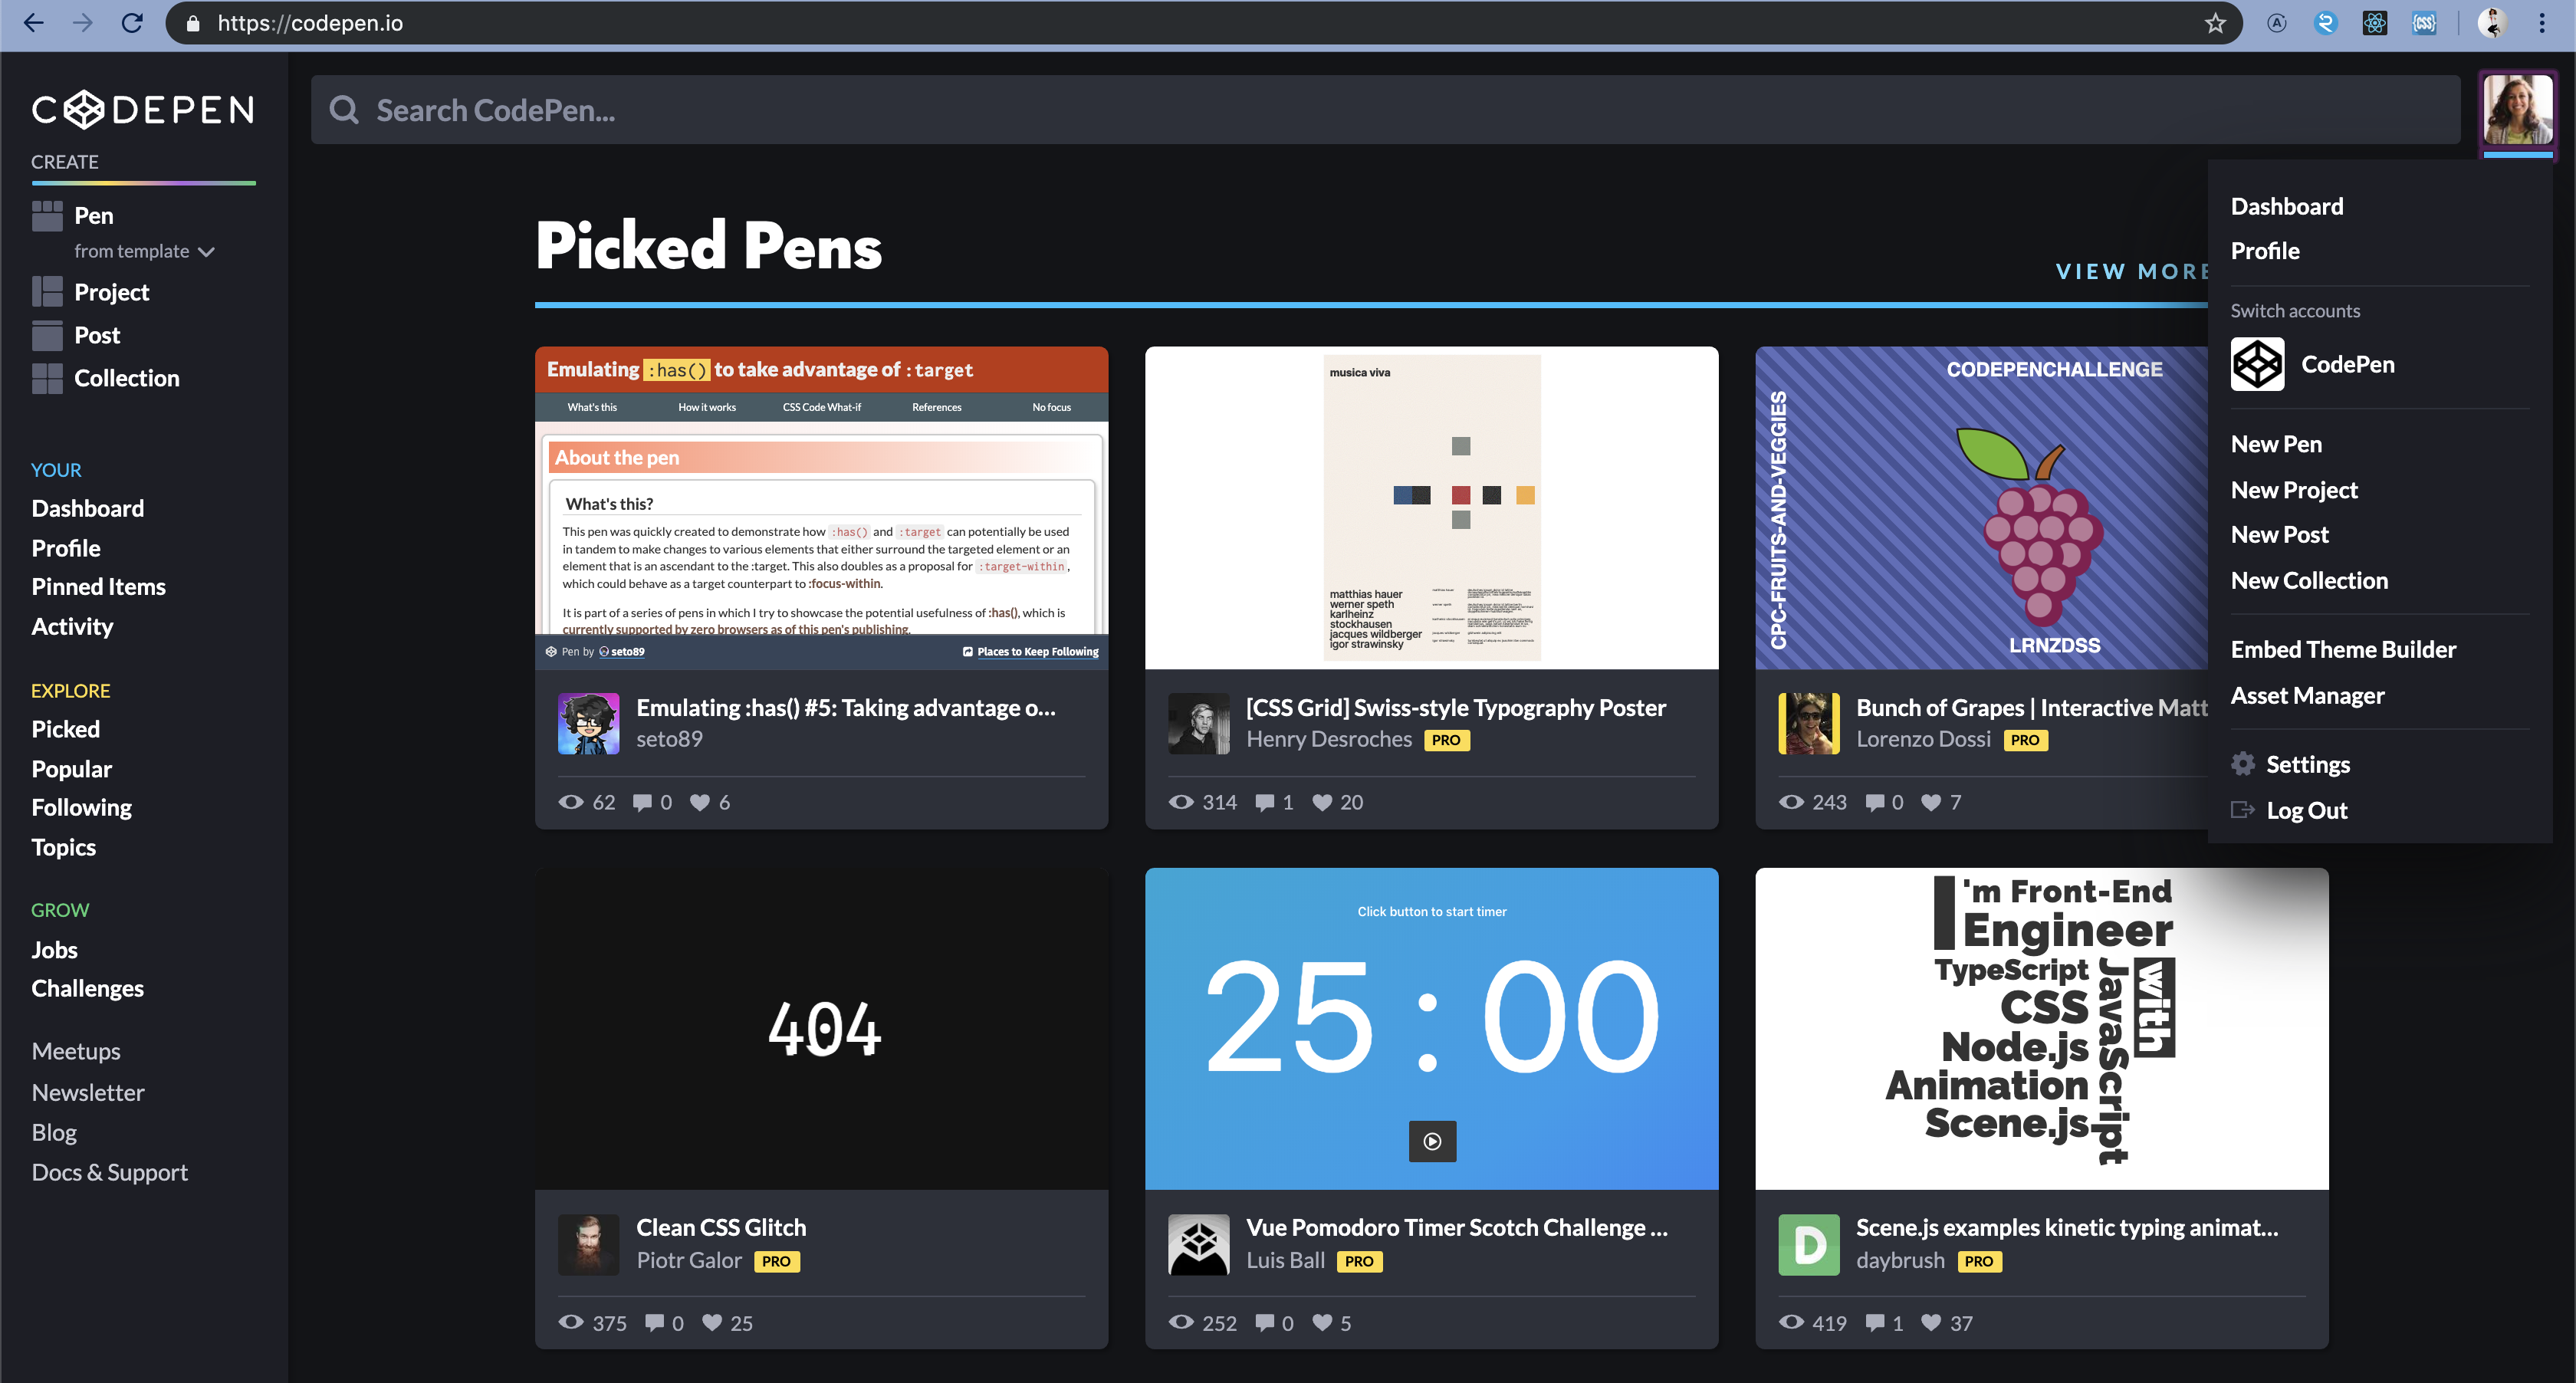 https://codepen.io
CODEPEN
Search CodePen...
CREATE
Pen
from template
Project
Post
Collection
YOUR
Dashboard
Profile
Pinned Items
Activity
EXPLORE
Picked
Popular
Following
Topics
GROW
Jobs
Challenges
Meetups
Newsletter
Blog
Docs & Support
Picked Pens
VIEW MORE
Emulating :has() to take advantage of :target
What's this How it works CSS Code What-if References No focus
About the pen
What's this?
This pen was quickly created to demonstrate how :has() and :target can potentially be used
in tandem to make changes to various elements that either surround the targeted element or an
element that is an ascendant to the :target. This also doubles as a proposal for :target-within,
which could behave as a target counterpart to :focus-within.
It is part of a series of pens in which I try to showcase the potential usefulness of :has(), which is
currently supported by zero browsers as of this pen's publishing.
Pen by seto89 Places to Keep Following
Emulating :has() #5: Taking advantage o...
seto89
62 0 6
musica viva
matthias hauer
werner speth
karlheinz
stockhausen
jacques wildberger
igor strawinsky
[CSS Grid] Swiss-style Typography Poster
Henry Desroches PRO
314 1 20
CODEPENCHALLENGE
CPC-FRUITS-AND-VEGGIES
LRNZDSS
Bunch of Grapes | Interactive Matt
Lorenzo Dossi PRO
243 0 7
404
Clean CSS Glitch
Piotr Galor PRO
375 0 25
Click button to start timer
25 : 00
Vue Pomodoro Timer Scotch Challenge ...
Luis Ball PRO
252 0 5
I'm Front-End
Engineer
with
JavaScript
TypeScript
CSS
Node.js
Animation
Scene.js
D
Scene.js examples kinetic typing animat...
daybrush PRO
419 1 37
Dashboard
Profile
Switch accounts
CodePen
New Pen
New Project
New Post
New Collection
Embed Theme Builder
Asset Manager
Settings
Log Out